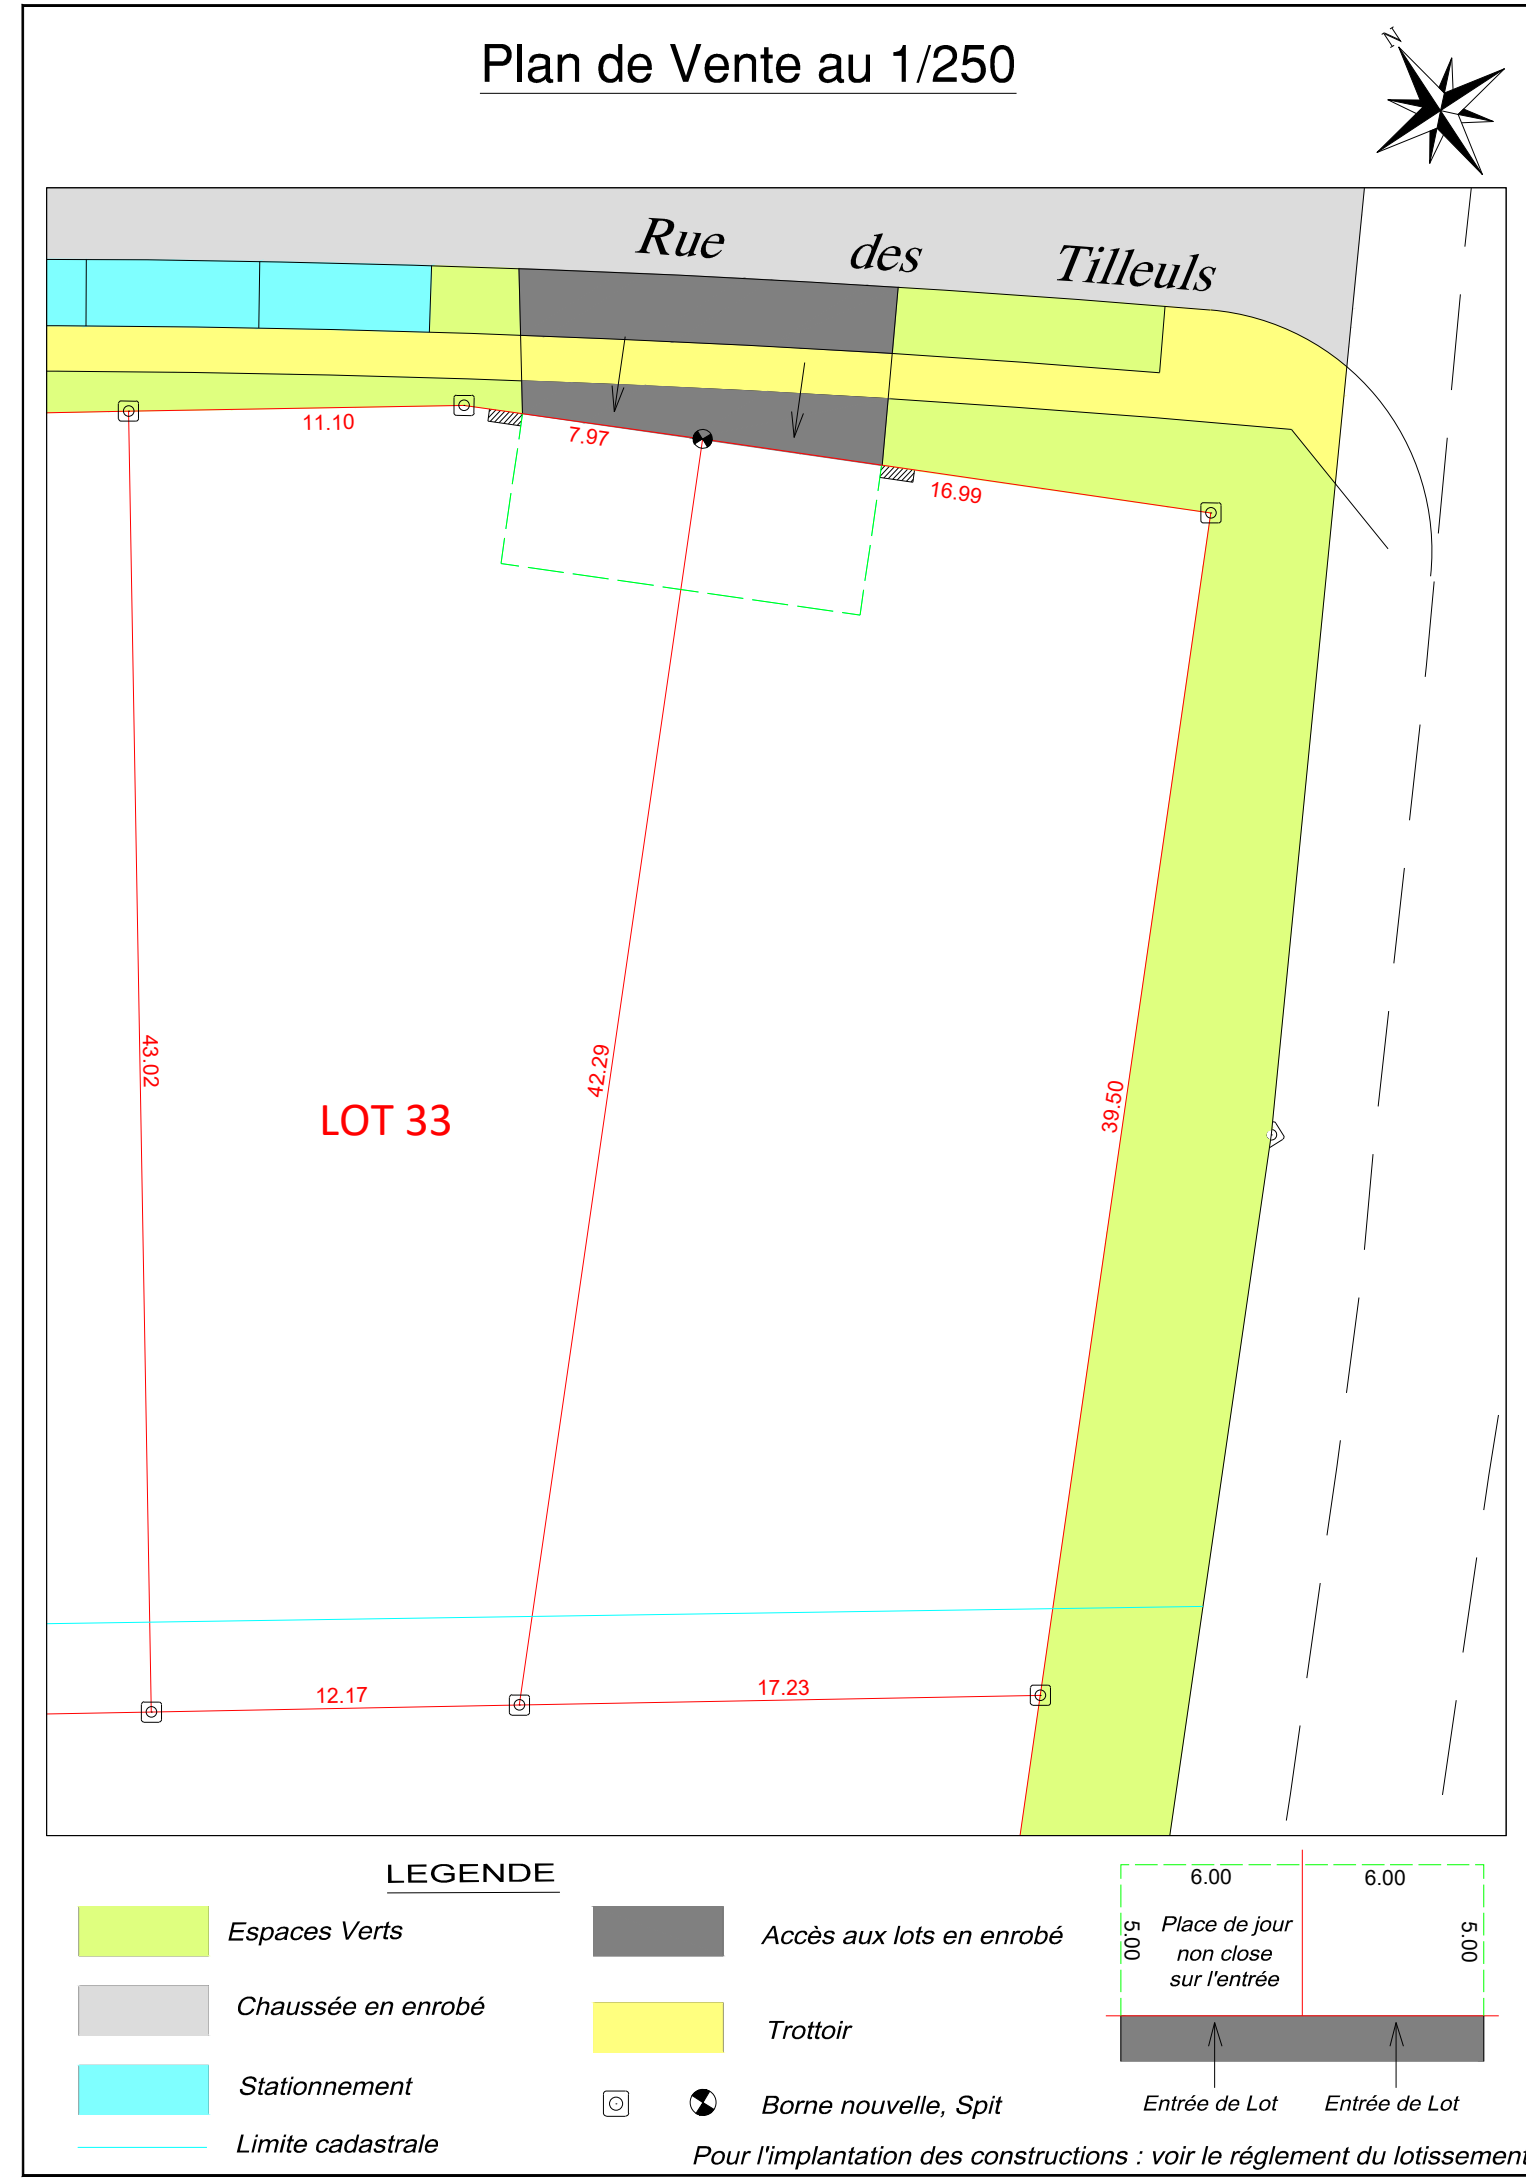 Plan de Vente au 1/250
N
Rue des Tilleuls
11.10
7.97
16.99
43.02
42.29
39.50
LOT 33
12.17
17.23
LEGENDE
Espaces Verts
Chaussée en enrobé
Stationnement
Limite cadastrale
Accès aux lots en enrobé
Trottoir
Borne nouvelle, Spit
6.00
6.00
5.00
Place de jour
non close
sur l'entrée
5.00
Entrée de Lot
Entrée de Lot
Pour l'implantation des constructions : voir le réglement du lotissement